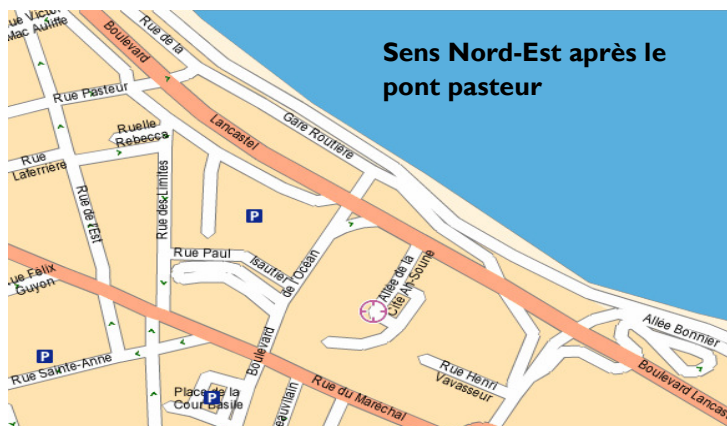 Sens Nord-Est après le
pont pasteur
Rue Victor
Mac Auliffe
Boulevard
Rue de la
Rue Pasteur
Ruelle
Rebecca
Lancastel
Gare Routière
Rue
Laferrière
Rue de l'Est
Rue des Limites
P
Rue Paul
Isautier
Boulevard
de l'Océan
Allée de la
Cité Ah-Soune
Rue Félix
Guyon
Allée Bonnier
P
Rue Sainte-Anne
Place de la
Cour Basile
P
Rue du Maréchal
Rue Henri
Vavasseur
Boulevard Lancas